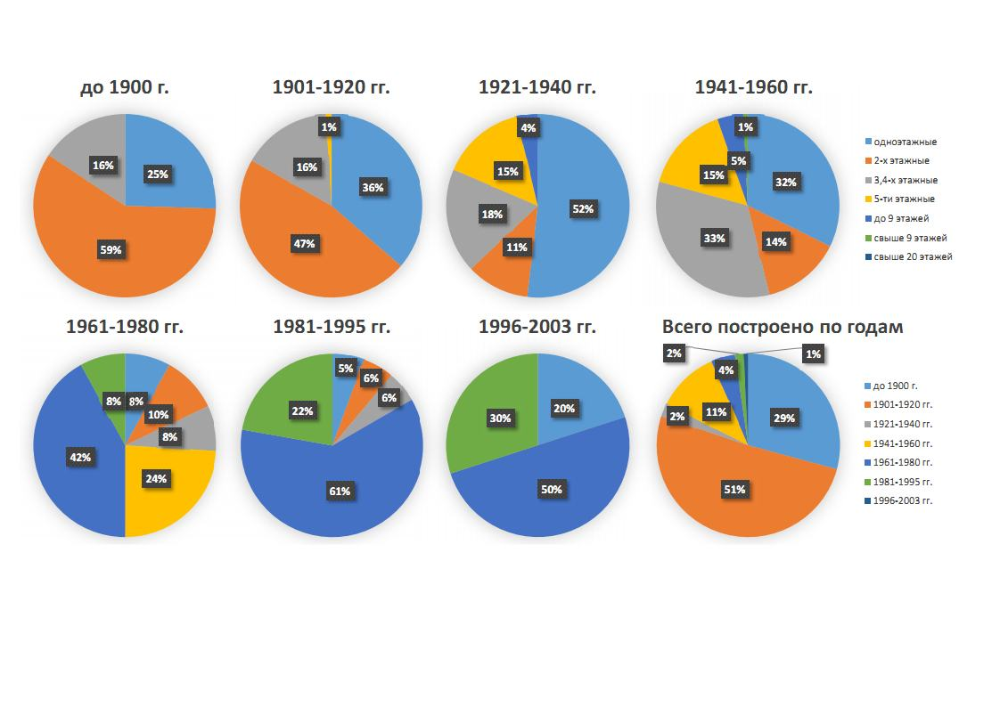 до 1900 г.
25%
59%
16%
1901-1920 гг.
1%
36%
47%
16%
1921-1940 гг.
4%
52%
11%
18%
15%
1941-1960 гг.
1%
5%
32%
14%
33%
15%
одноэтажные
2-х этажные
3,4-х этажные
5-ти этажные
до 9 этажей
свыше 9 этажей
свыше 20 этажей
1961-1980 гг.
8%
8%
10%
8%
24%
42%
1981-1995 гг.
5%
6%
6%
61%
22%
1996-2003 гг.
20%
50%
30%
Всего построено по годам
2%
1%
4%
11%
2%
29%
51%
до 1900 г.
1901-1920 гг.
1921-1940 гг.
1941-1960 гг.
1961-1980 гг.
1981-1995 гг.
1996-2003 гг.